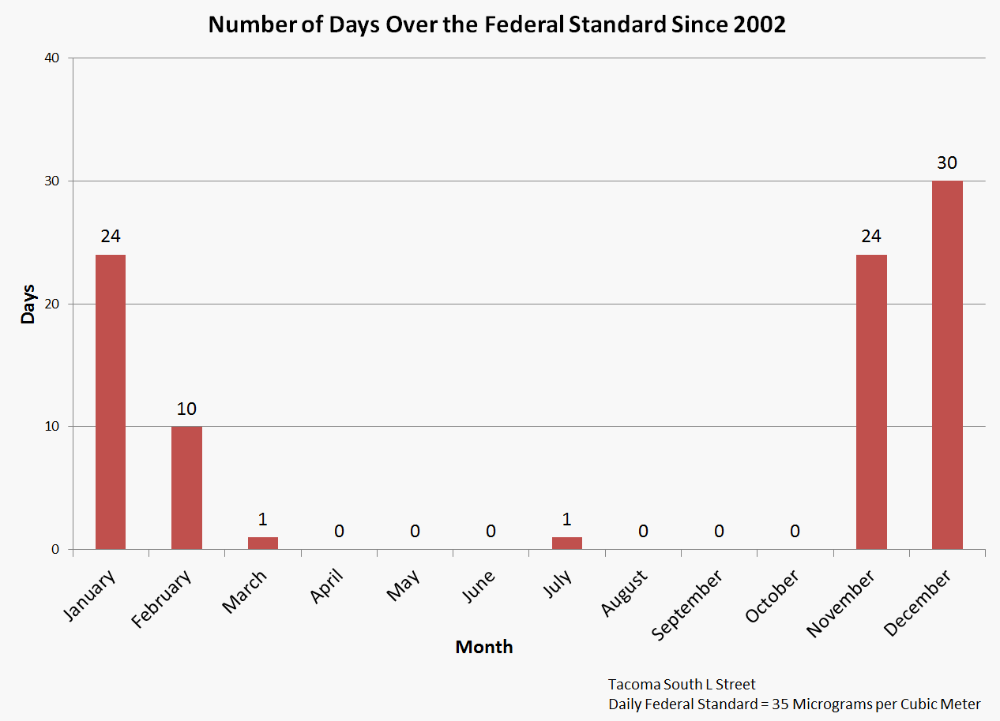 Number of Days Over the Federal Standard Since 2002
40
30
20
10
0
Days
24
10
1
0
0
0
1
0
0
0
24
30
January
February
March
April
May
June
July
August
September
October
November
December
Month
Tacoma South L Street
Daily Federal Standard = 35 Micrograms per Cubic Meter